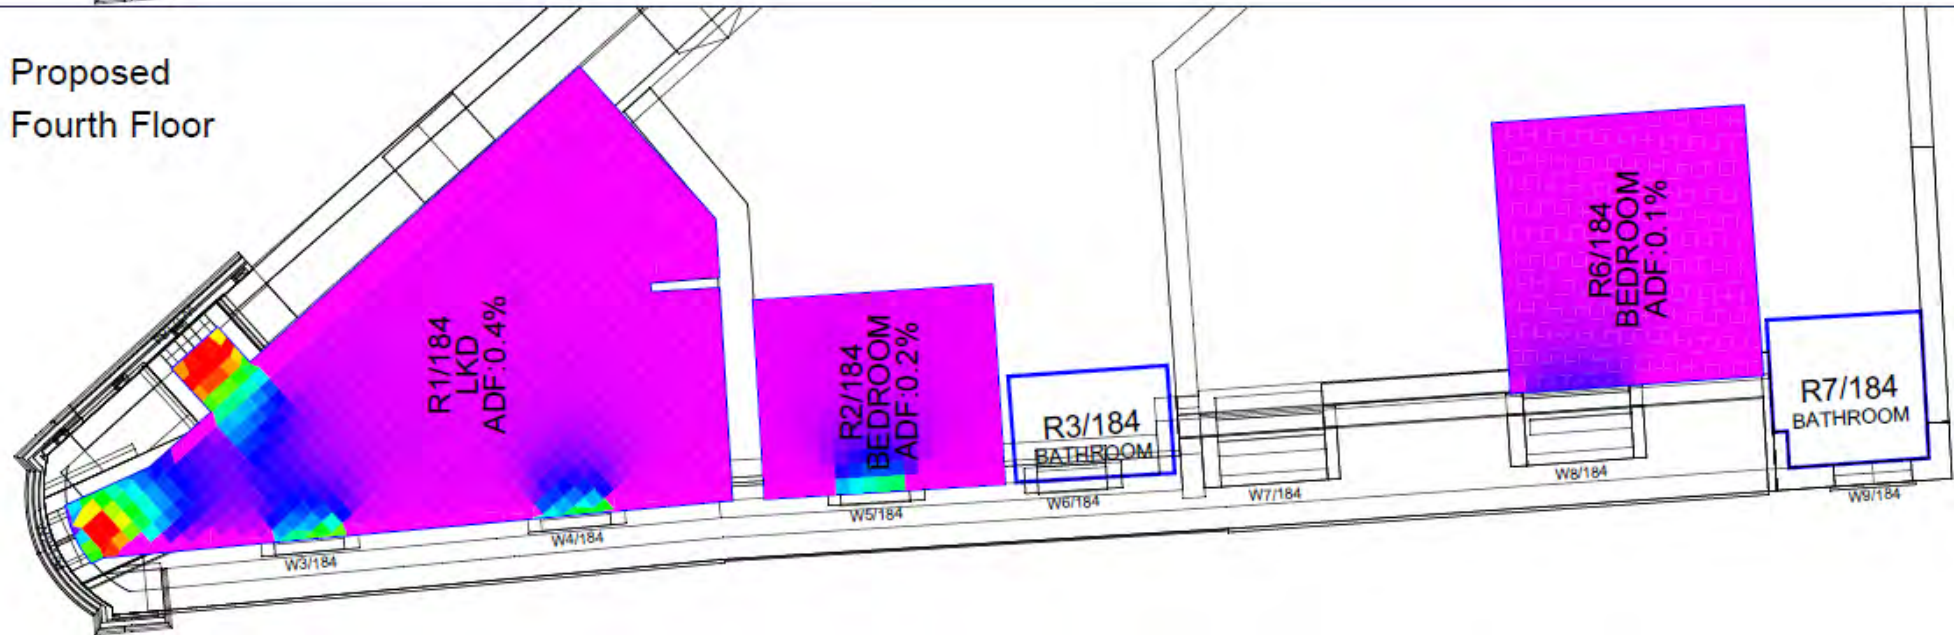 Proposed
Fourth Floor
R1/184
LKD
ADF:0.4%
R2/184
BEDROOM
ADF:0.2%
R3/184
BATHROOM
R6/184
BEDROOM
ADF:0.1%
R7/184
BATHROOM
W3/184
W4/184
W5/184
W6/184
W7/184
W8/184
W9/184